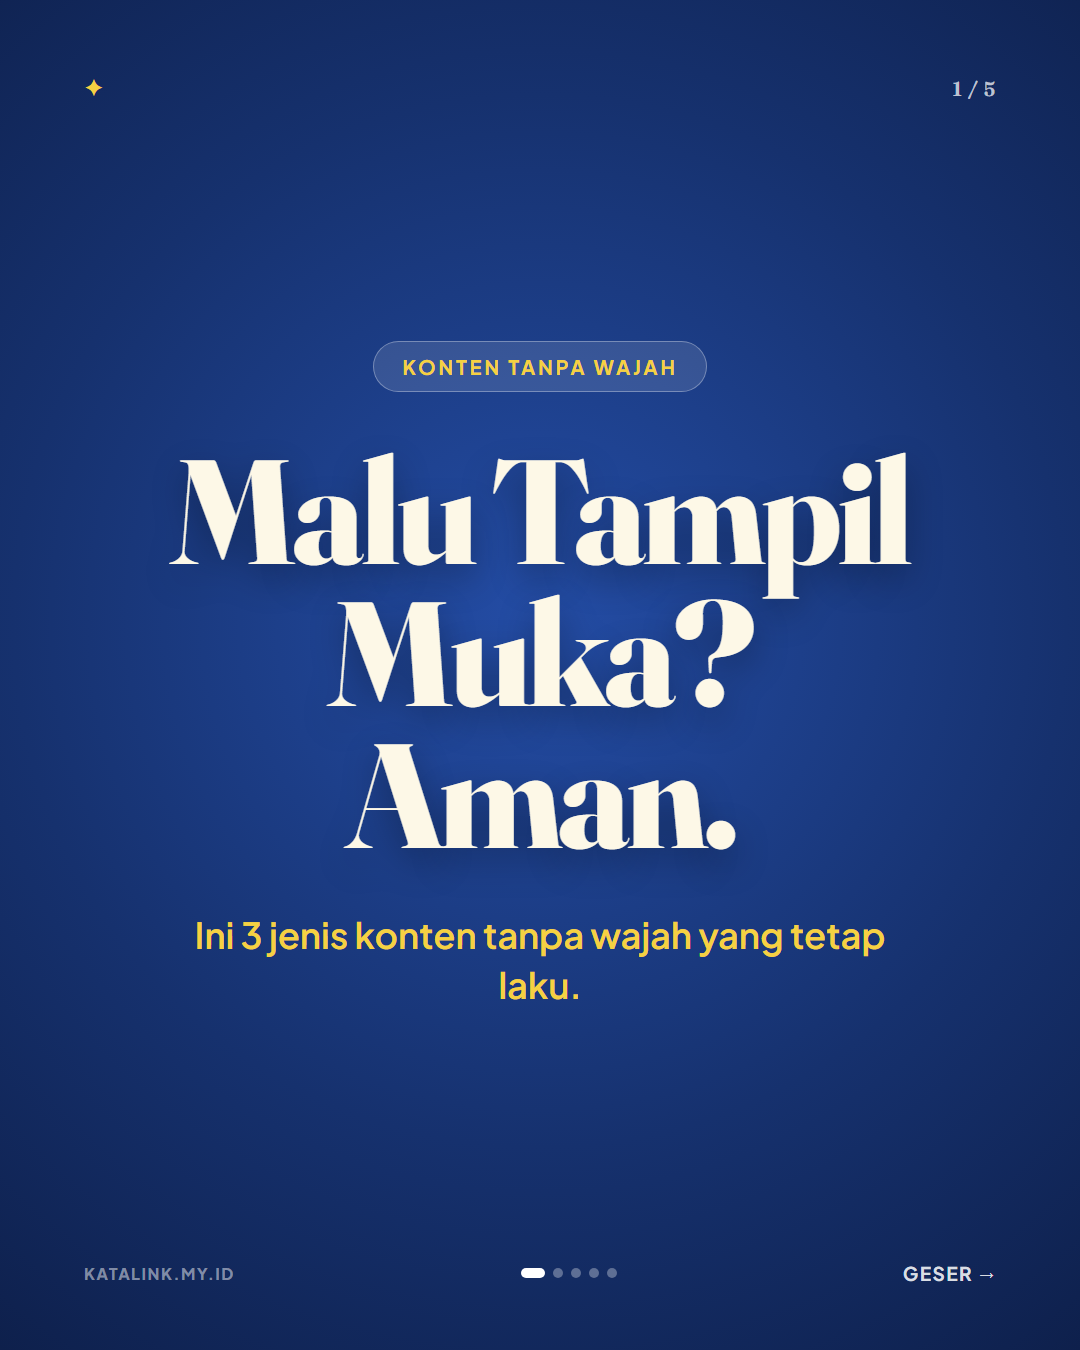 ✦
1 / 5
KONTEN TANPA WAJAH
Malu Tampil
Muka?
Aman.
Ini 3 jenis konten tanpa wajah yang tetap
laku.
KATALINK.MY.ID
GESER →